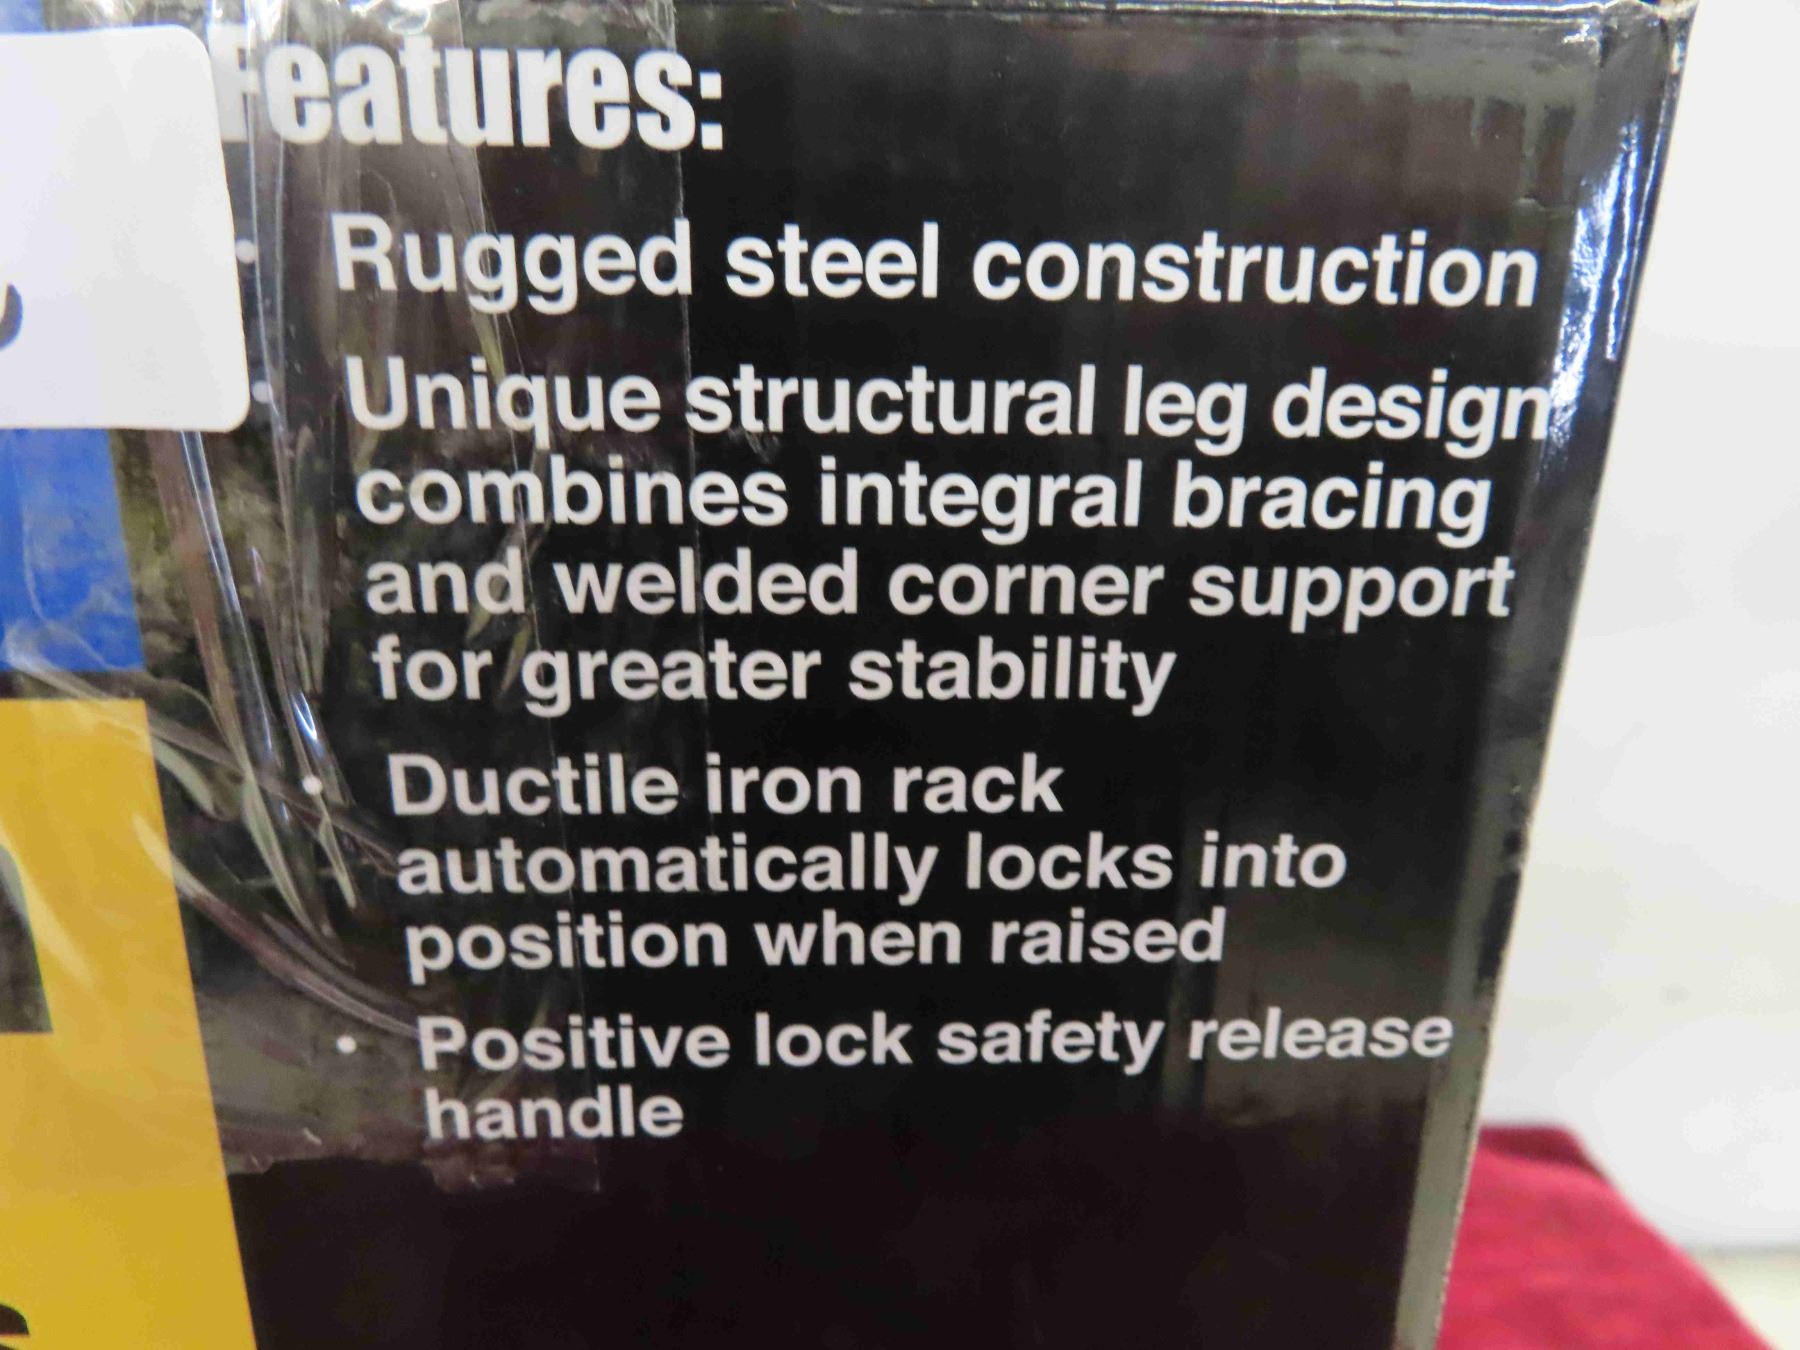 Features:
• Rugged steel construction
• Unique structural leg design
combines integral bracing
and welded corner support
for greater stability
• Ductile iron rack
automatically locks into
position when raised
• Positive lock safety release
handle